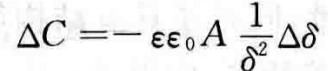 ΔC = − εε₀A 1/δ² Δδ